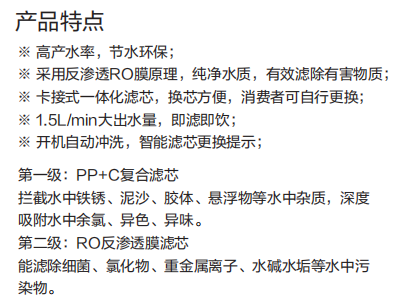 产品特点
※ 高产水率，节水环保；
※ 采用反渗透RO膜原理，纯净水质，有效滤除有害物质；
※ 卡接式一体化滤芯，换芯方便，消费者可自行更换；
※ 1.5L/min大出水量，即滤即饮；
※ 开机自动冲洗，智能滤芯更换提示；
第一级：PP+C复合滤芯
拦截水中铁锈、泥沙、胶体、悬浮物等水中杂质，深度
吸附水中余氯、异色、异味。
第二级：RO反渗透膜滤芯
能滤除细菌、氯化物、重金属离子、水碱水垢等水中污
染物。